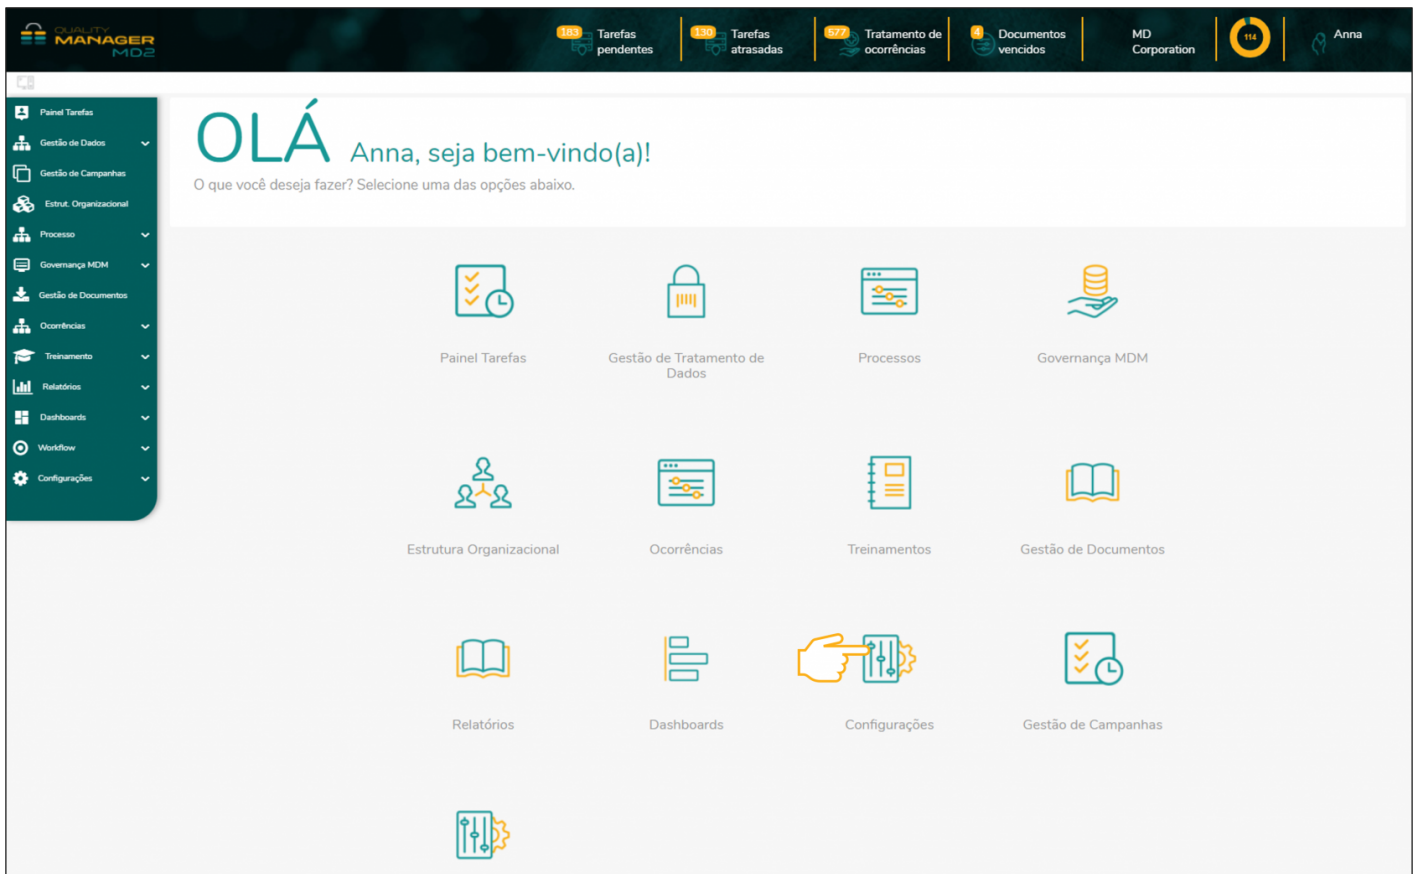 QUALITY
MANAGER
MD2
183
Tarefas
pendentes
130
Tarefas
atrasadas
577
Tratamento de
ocorrências
4
Documentos
vencidos
MD
Corporation
114
Anna
Painel Tarefas
Gestão de Dados
Gestão de Campanhas
Estrut. Organizacional
Processo
Governança MDM
Gestão de Documentos
Ocorrências
Treinamento
Relatórios
Dashboards
Workflow
Configurações
OLÁ Anna, seja bem-vindo(a)!
O que você deseja fazer? Selecione uma das opções abaixo.
Painel Tarefas
Gestão de Tratamento de
Dados
Processos
Governança MDM
Estrutura Organizacional
Ocorrências
Treinamentos
Gestão de Documentos
Relatórios
Dashboards
Configurações
Gestão de Campanhas